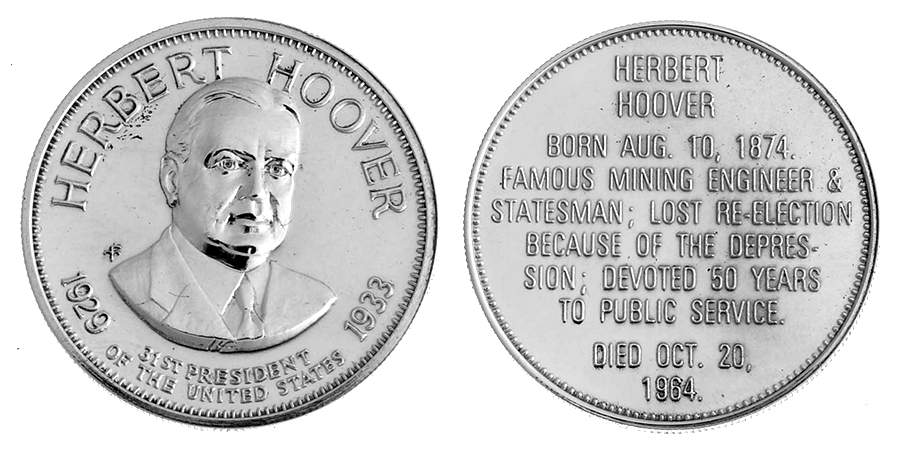 HERBERT HOOVER
1929 1933
31ST PRESIDENT
OF THE UNITED STATES
HERBERT
HOOVER
BORN AUG. 10, 1874.
FAMOUS MINING ENGINEER &
STATESMAN; LOST RE-ELECTION
BECAUSE OF THE DEPRES-
SION; DEVOTED 50 YEARS
TO PUBLIC SERVICE.
DIED OCT. 20,
1964.